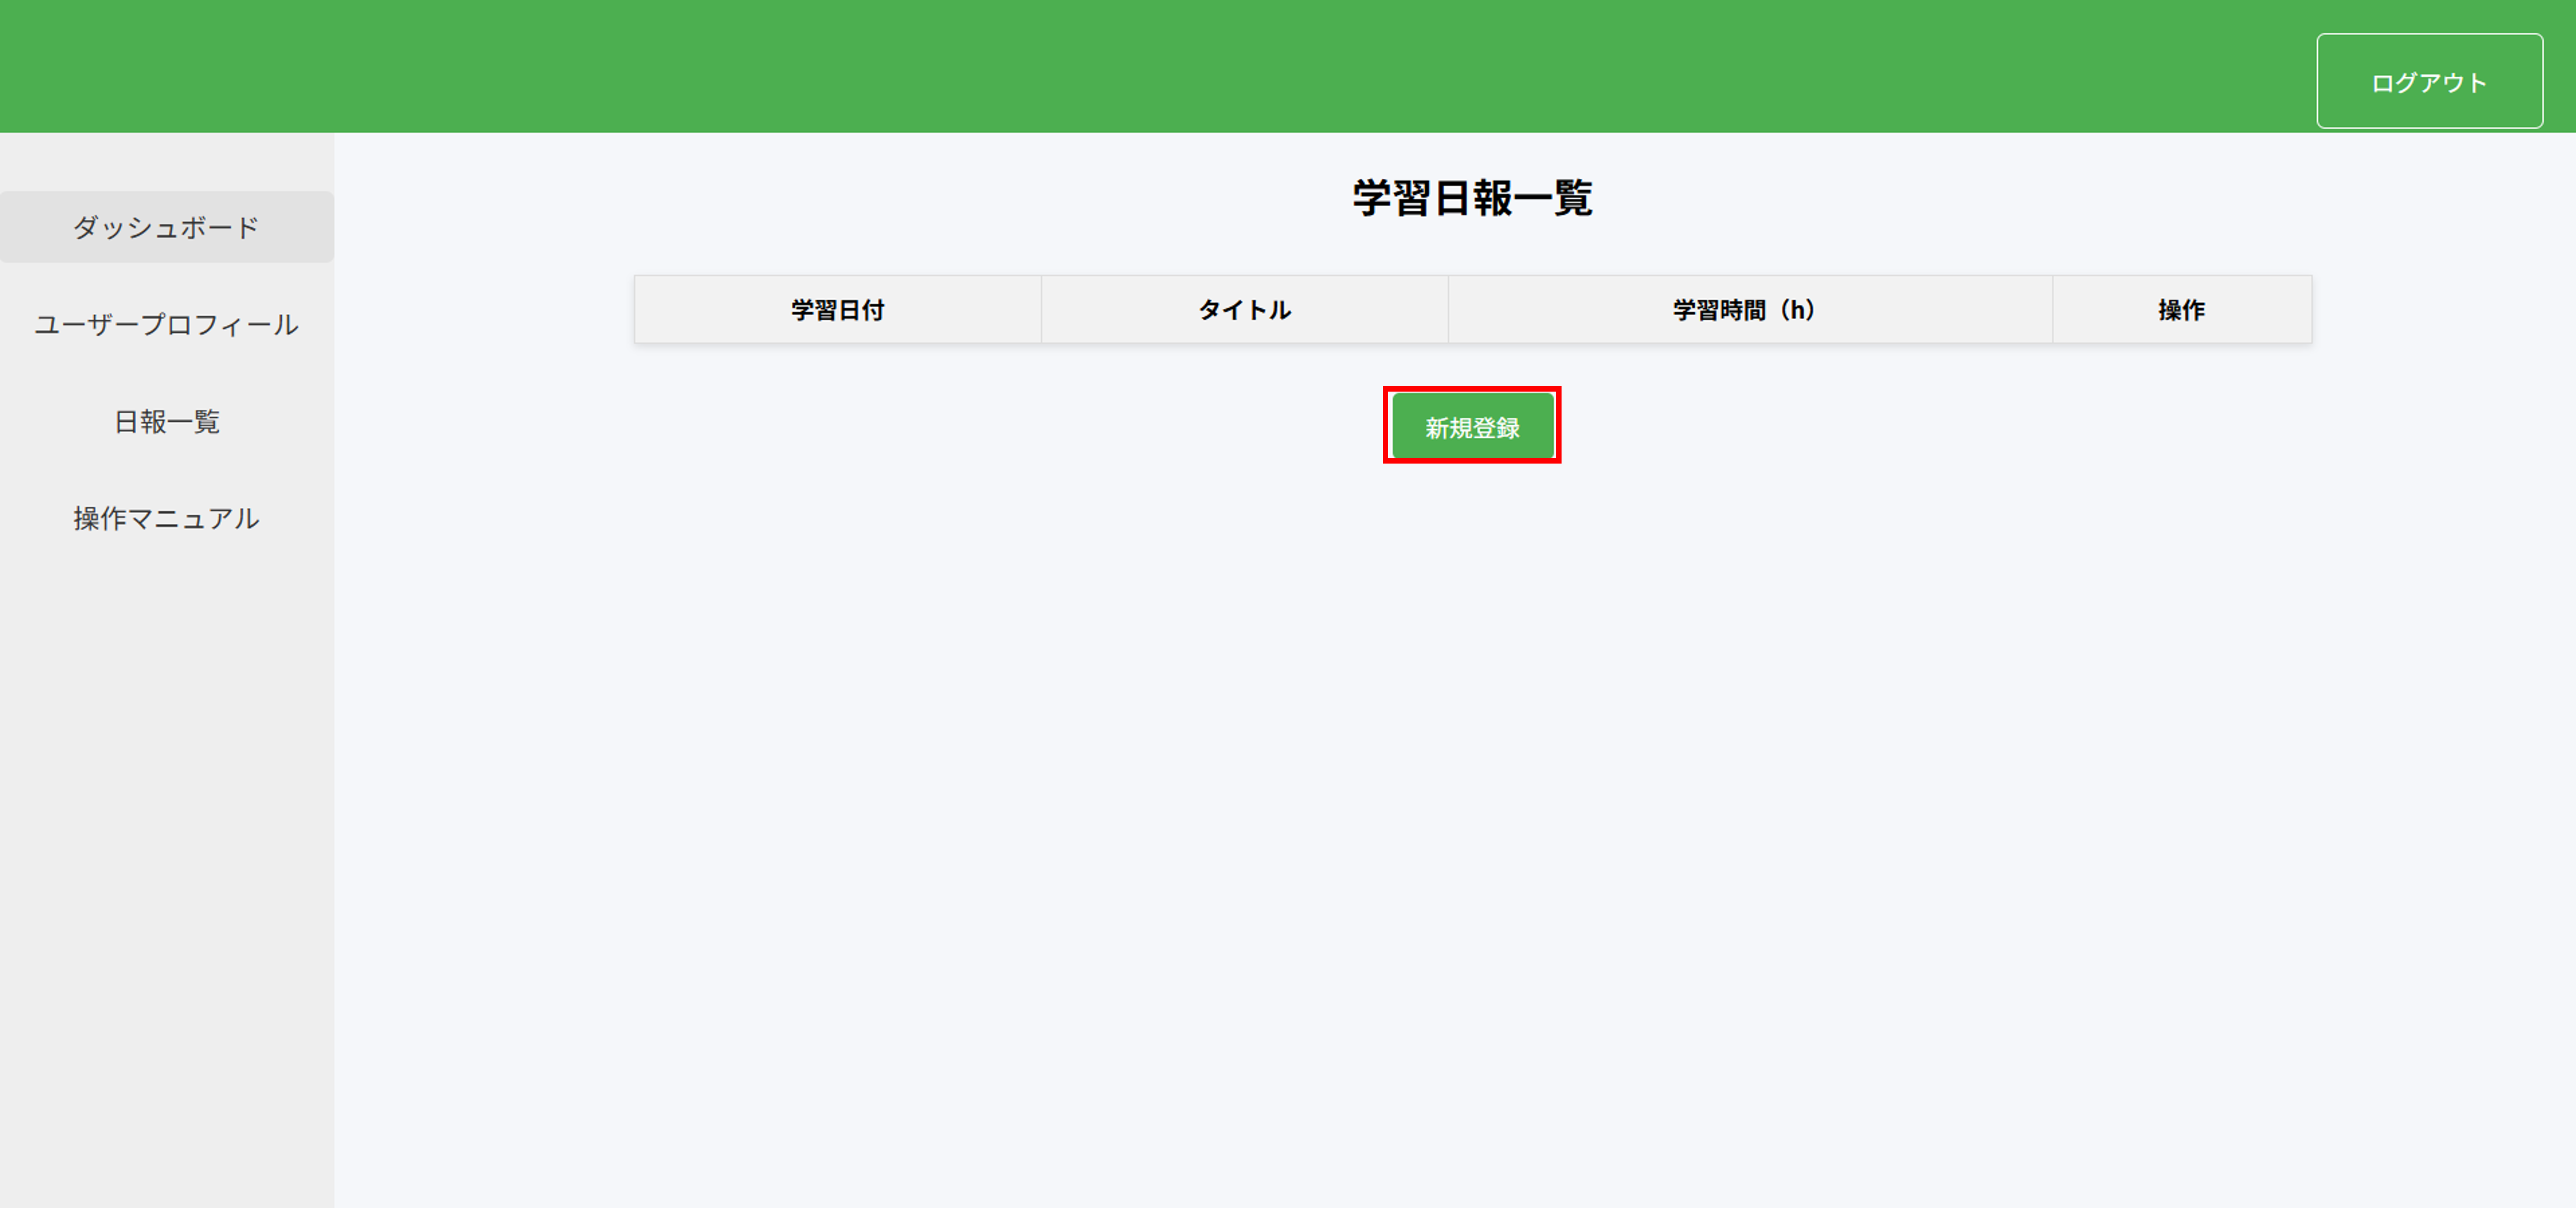 ログアウト
ダッシュボード
ユーザープロフィール
日報一覧
操作マニュアル
学習日報一覧
学習日付 タイトル 学習時間（h） 操作
新規登録